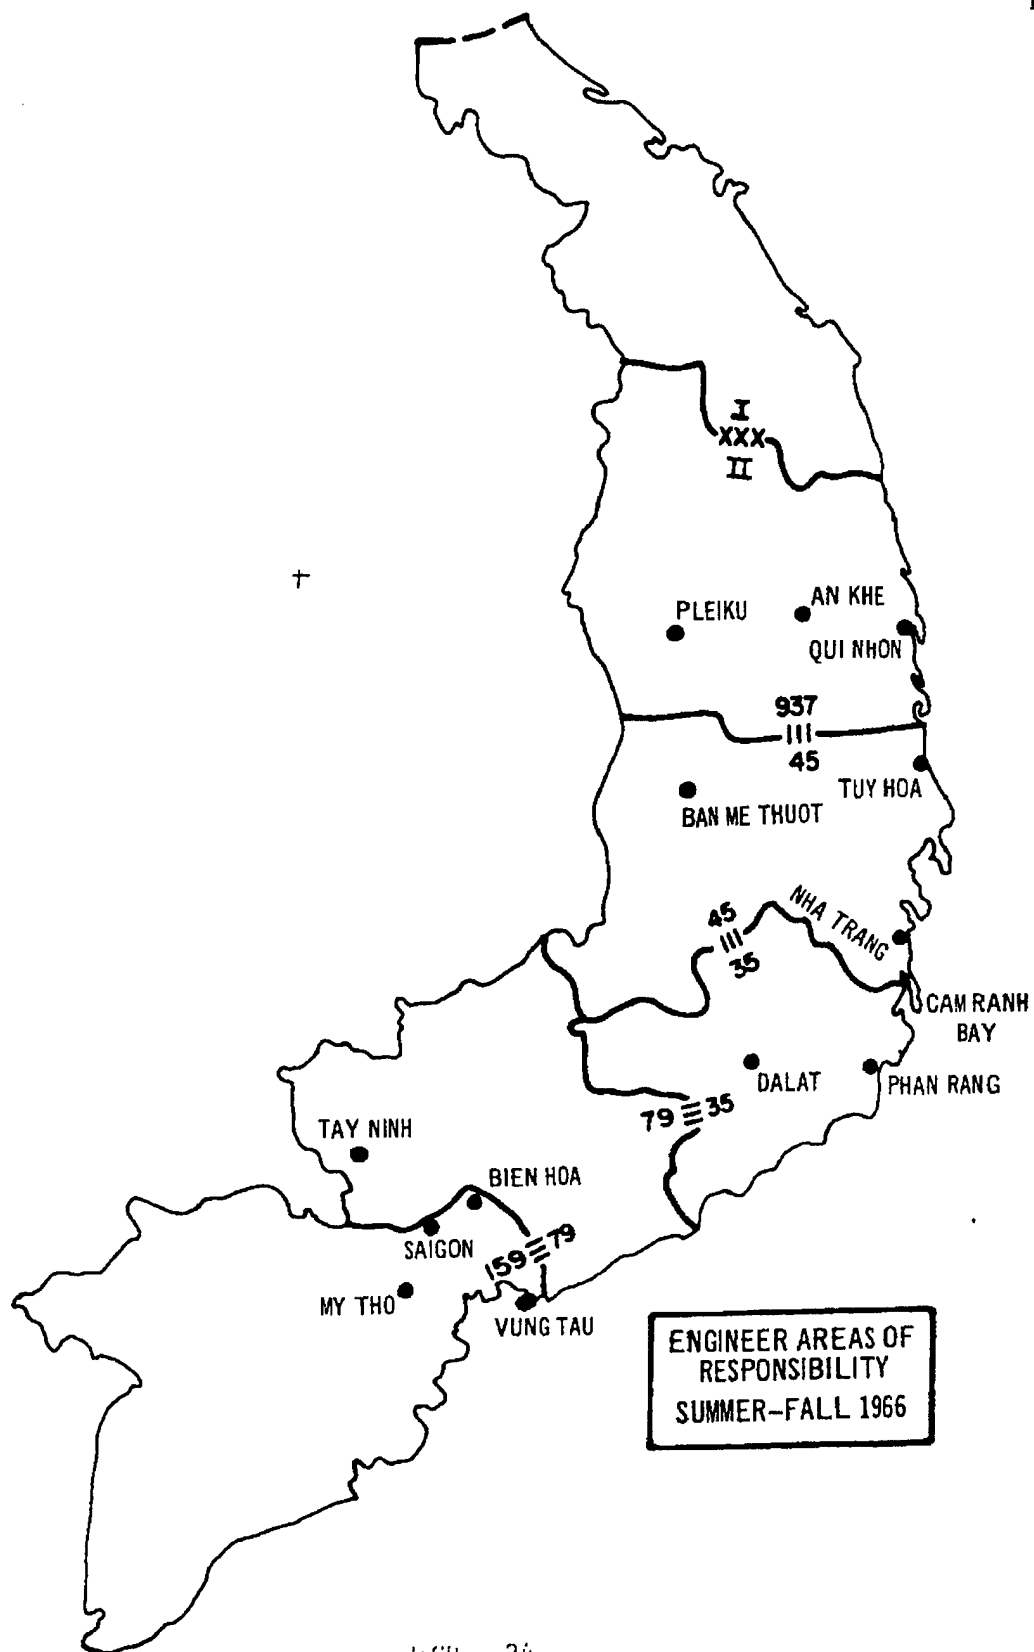 I
XXX
II
PLEIKU
AN KHE
QUI NHON
937
III
45
TUY HOA
BAN ME THUOT
NHA TRANG
45
III
35
CAM RANH
BAY
DALAT
PHAN RANG
79 III 35
TAY NINH
BIEN HOA
SAIGON
159 III 79
MY THO
VUNG TAU
ENGINEER AREAS OF
RESPONSIBILITY
SUMMER-FALL 1966